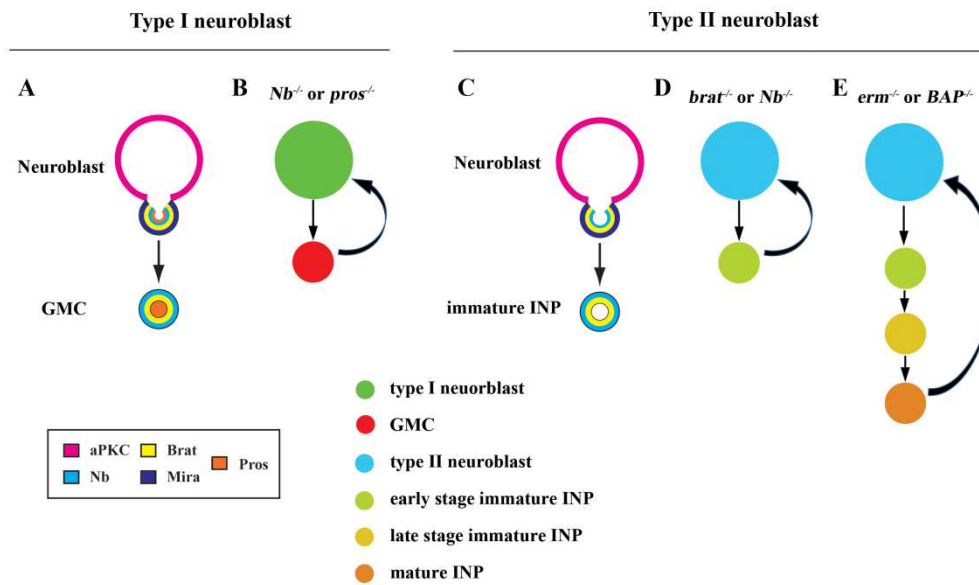 Type I neuroblast
Type II neuroblast
A
B
Nb-/- or pros-/-
C
D
brat-/- or Nb-/-
E
erm-/- or BAP-/-
Neuroblast
Neuroblast
GMC
immature INP
type I neuorblast
GMC
type II neuroblast
early stage immature INP
late stage immature INP
mature INP
aPKC
Brat
Pros
Nb
Mira